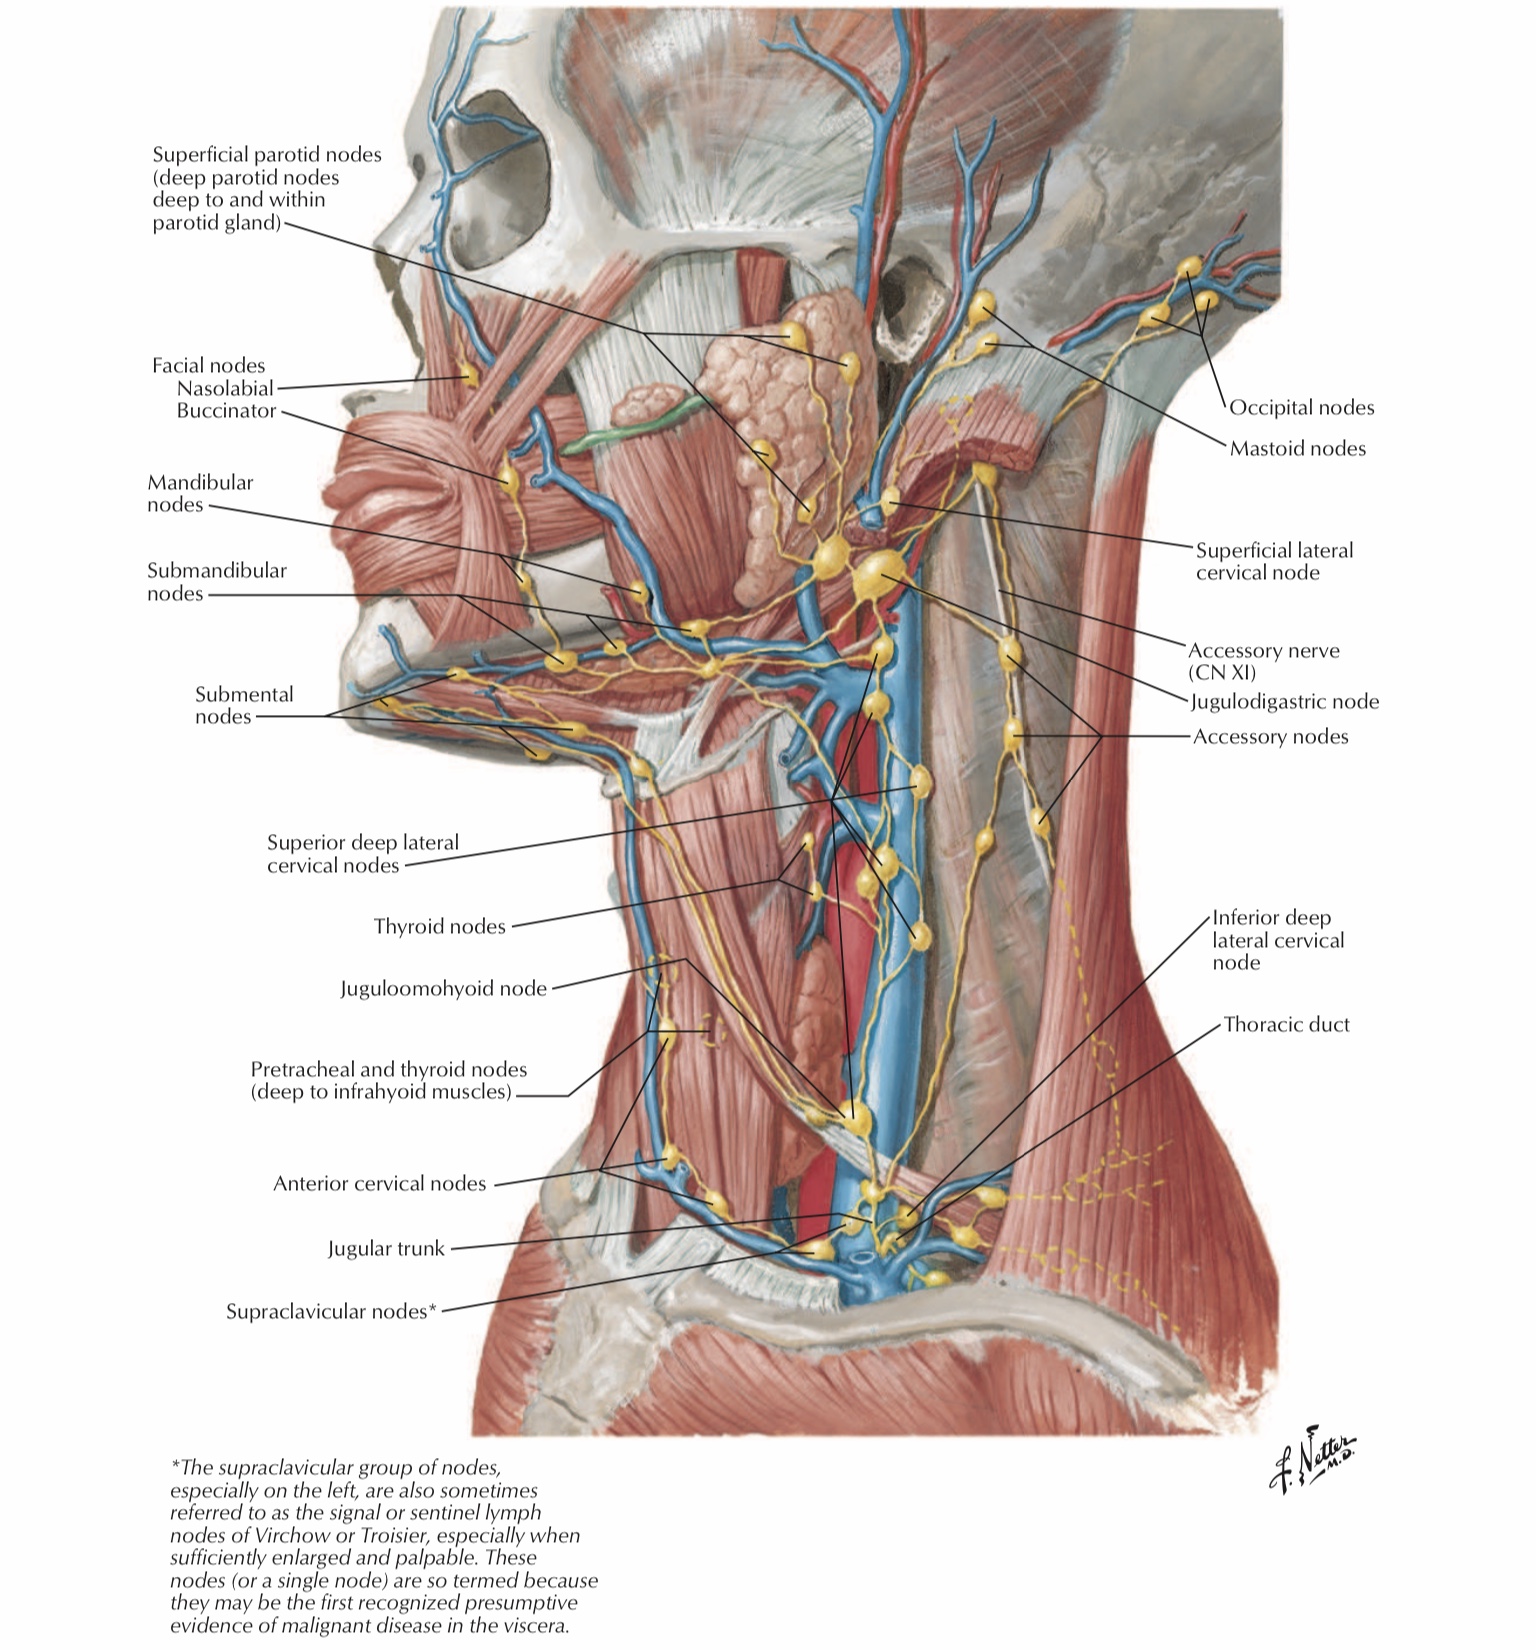 Superficial parotid nodes
(deep parotid nodes
deep to and within
parotid gland)
Facial nodes
Nasolabial
Buccinator
Mandibular
nodes
Submandibular
nodes
Submental
nodes
Superior deep lateral
cervical nodes
Thyroid nodes
Juguloomohyoid node
Pretracheal and thyroid nodes
(deep to infrahyoid muscles)
Anterior cervical nodes
Jugular trunk
Supraclavicular nodes*
Occipital nodes
Mastoid nodes
Superficial lateral
cervical node
Accessory nerve
(CN XI)
Jugulodigastric node
Accessory nodes
Inferior deep
lateral cervical
node
Thoracic duct
F. Netter
M.D.
*The supraclavicular group of nodes,
especially on the left, are also sometimes
referred to as the signal or sentinel lymph
nodes of Virchow or Troisier, especially when
sufficiently enlarged and palpable. These
nodes (or a single node) are so termed because
they may be the first recognized presumptive
evidence of malignant disease in the viscera.